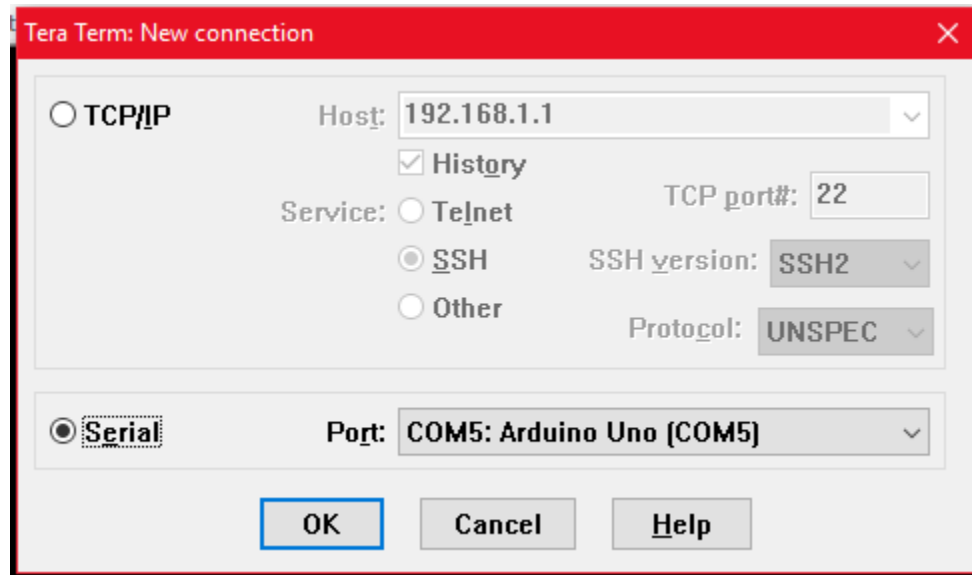 Tera Term: New connection
TCP/IP
Host: 192.168.1.1
History
Service: Telnet
TCP port#: 22
SSH
SSH version: SSH2
Other
Protocol: UNSPEC
Serial
Port: COM5: Arduino Uno (COM5)
OK
Cancel
Help